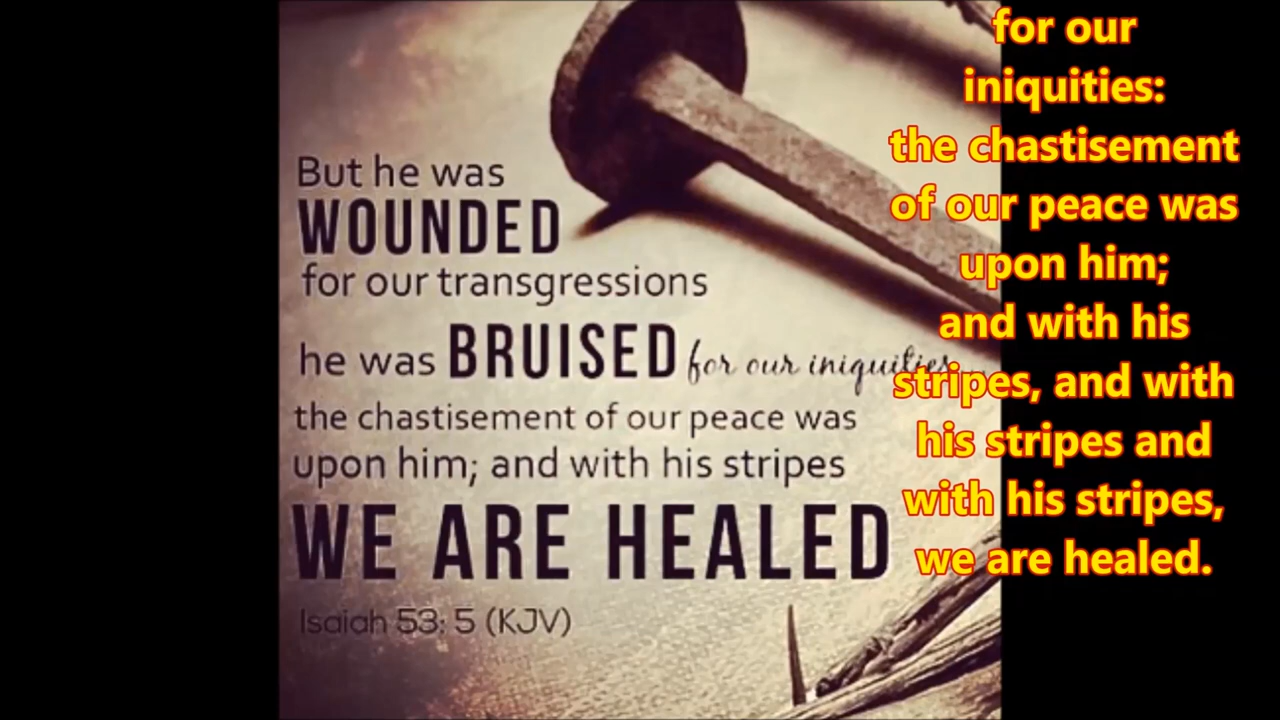 But he was
WOUNDED
for our transgressions
he was BRUISED for our iniquities
the chastisement of our peace was
upon him; and with his stripes
WE ARE HEALED
Isaiah 53: 5 (KJV)
for our
iniquities:
the chastisement
of our peace was
upon him;
and with his
stripes, and with
his stripes and
with his stripes,
we are healed.